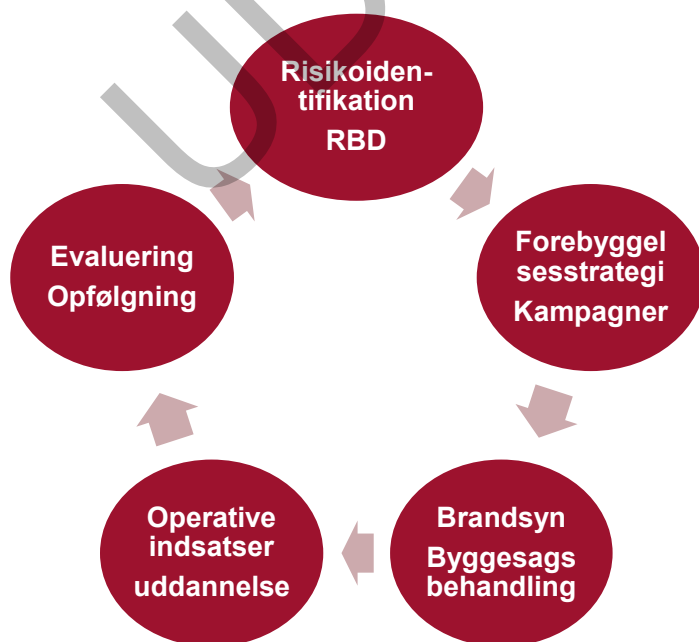 Risikoiden-
tifikation
RBD
Forebyggel
sesstrategi
Kampagner
Brandsyn
Byggesags
behandling
Operative
indsatser
uddannelse
Evaluering
Opfølgning